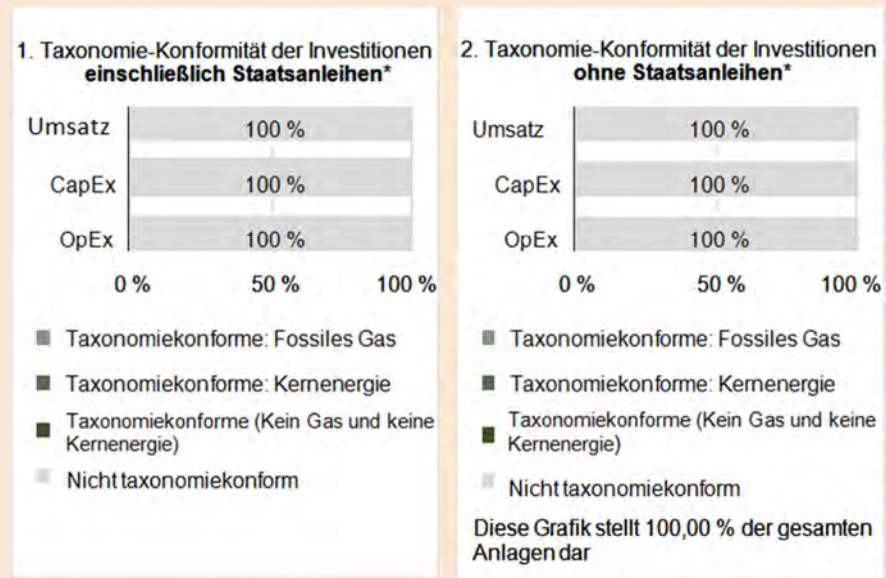 1. Taxonomie-Konformität der Investitionen
einschließlich Staatsanleihen*
Umsatz
100 %
CapEx
100 %
OpEx
100 %
0 %
50 %
100 %
Taxonomiekonforme: Fossiles Gas
Taxonomiekonforme: Kernenergie
Taxonomiekonforme (Kein Gas und keine
Kernenergie)
Nicht taxonomiekonform
2. Taxonomie-Konformität der Investitionen
ohne Staatsanleihen*
Umsatz
100 %
CapEx
100 %
OpEx
100 %
0 %
50 %
100 %
Taxonomiekonforme: Fossiles Gas
Taxonomiekonforme: Kernenergie
Taxonomiekonforme (Kein Gas und keine
Kernenergie)
Nicht taxonomiekonform
Diese Grafik stellt 100,00 % der gesamten
Anlagen dar